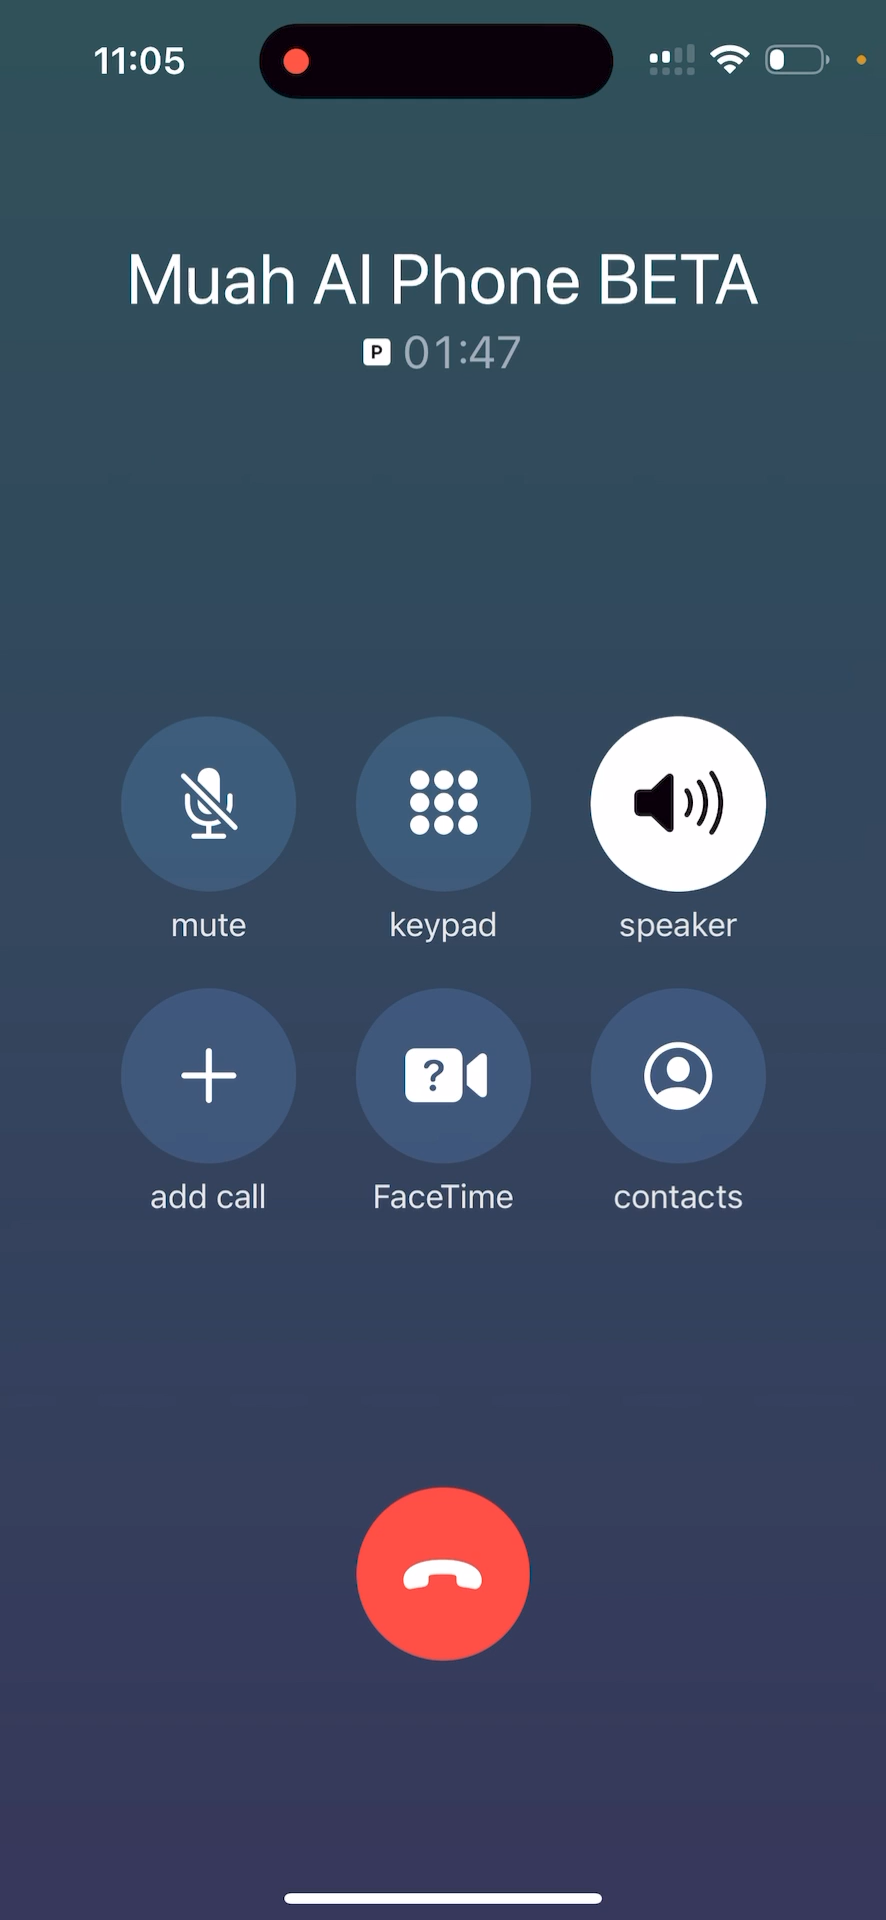 11:05
Muah AI Phone BETA
P 01:47
mute keypad speaker
?
add call FaceTime contacts